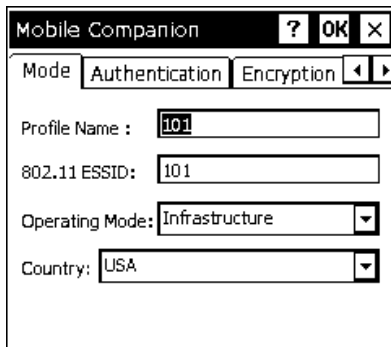 Mobile Companion ? OK ×
Mode Authentication Encryption
Profile Name : 101
802.11 ESSID: 101
Operating Mode: Infrastructure
Country: USA